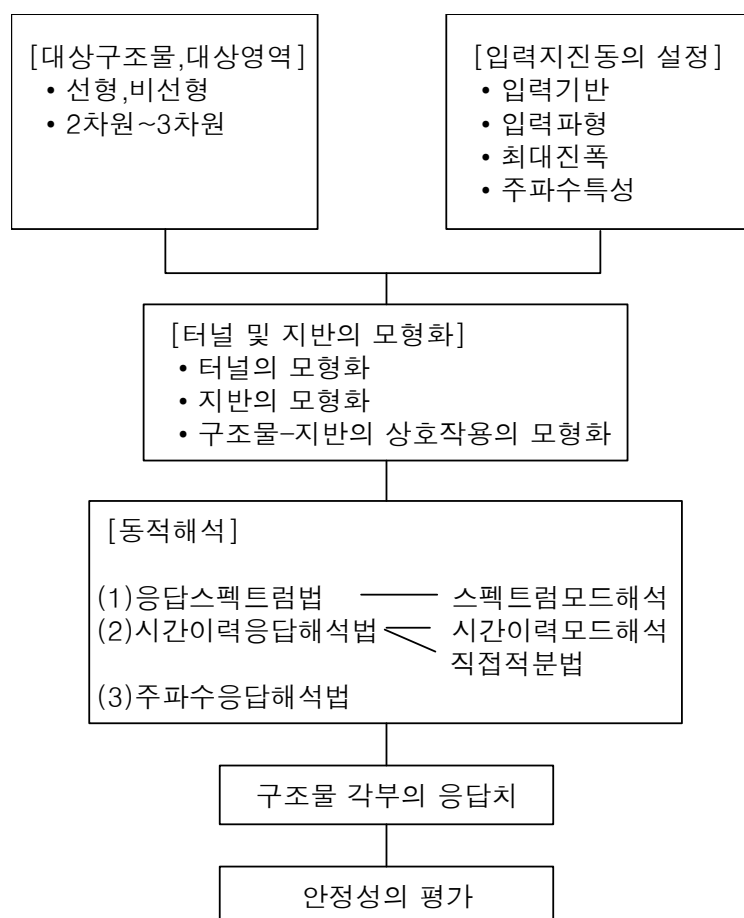 [대상구조물,대상영역]
• 선형,비선형
• 2차원~3차원
[입력지진동의 설정]
• 입력기반
• 입력파형
• 최대진폭
• 주파수특성
[터널 및 지반의 모형화]
• 터널의 모형화
• 지반의 모형화
• 구조물-지반의 상호작용의 모형화
[동적해석]
(1)응답스펙트럼법 스펙트럼모드해석
(2)시간이력응답해석법 시간이력모드해석
직접적분법
(3)주파수응답해석법
구조물 각부의 응답치
안정성의 평가